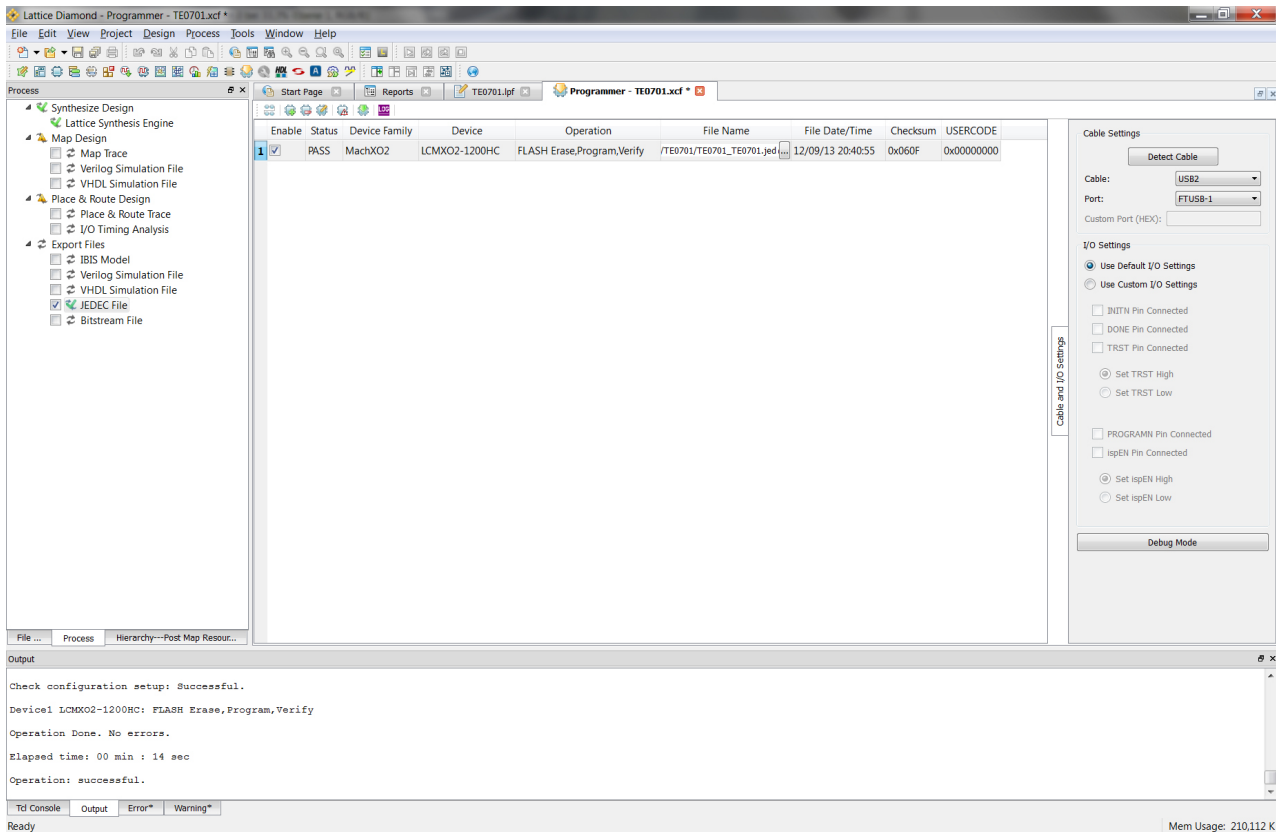 Lattice Diamond - Programmer - TE0701.xcf *
File Edit View Project Design Process Tools Window Help
Process
Start Page Reports TE0701.lpf Programmer - TE0701.xcf *
Synthesize Design
Lattice Synthesis Engine
Map Design
Map Trace
Verilog Simulation File
VHDL Simulation File
Place & Route Design
Place & Route Trace
I/O Timing Analysis
Export Files
IBIS Model
Verilog Simulation File
VHDL Simulation File
JEDEC File
Bitstream File
File ... Process Hierarchy---Post Map Resour...
LOG
Enable Status Device Family Device Operation File Name File Date/Time Checksum USERCODE
1 PASS MachXO2 LCMXO2-1200HC FLASH Erase,Program,Verify /TE0701/TE0701_TE0701.jed ... 12/09/13 20:40:55 0x060F 0x00000000
Cable and I/O Settings
Cable Settings
Detect Cable
Cable: USB2
Port: FTUSB-1
Custom Port (HEX):
I/O Settings
Use Default I/O Settings
Use Custom I/O Settings
INITN Pin Connected
DONE Pin Connected
TRST Pin Connected
Set TRST High
Set TRST Low
PROGRAMN Pin Connected
ispEN Pin Connected
Set ispEN High
Set ispEN Low
Debug Mode
Output
Check configuration setup: Successful.
Device1 LCMXO2-1200HC: FLASH Erase,Program,Verify
Operation Done. No errors.
Elapsed time: 00 min : 14 sec
Operation: successful.
Tcl Console Output Error* Warning*
Ready Mem Usage: 210,112 K